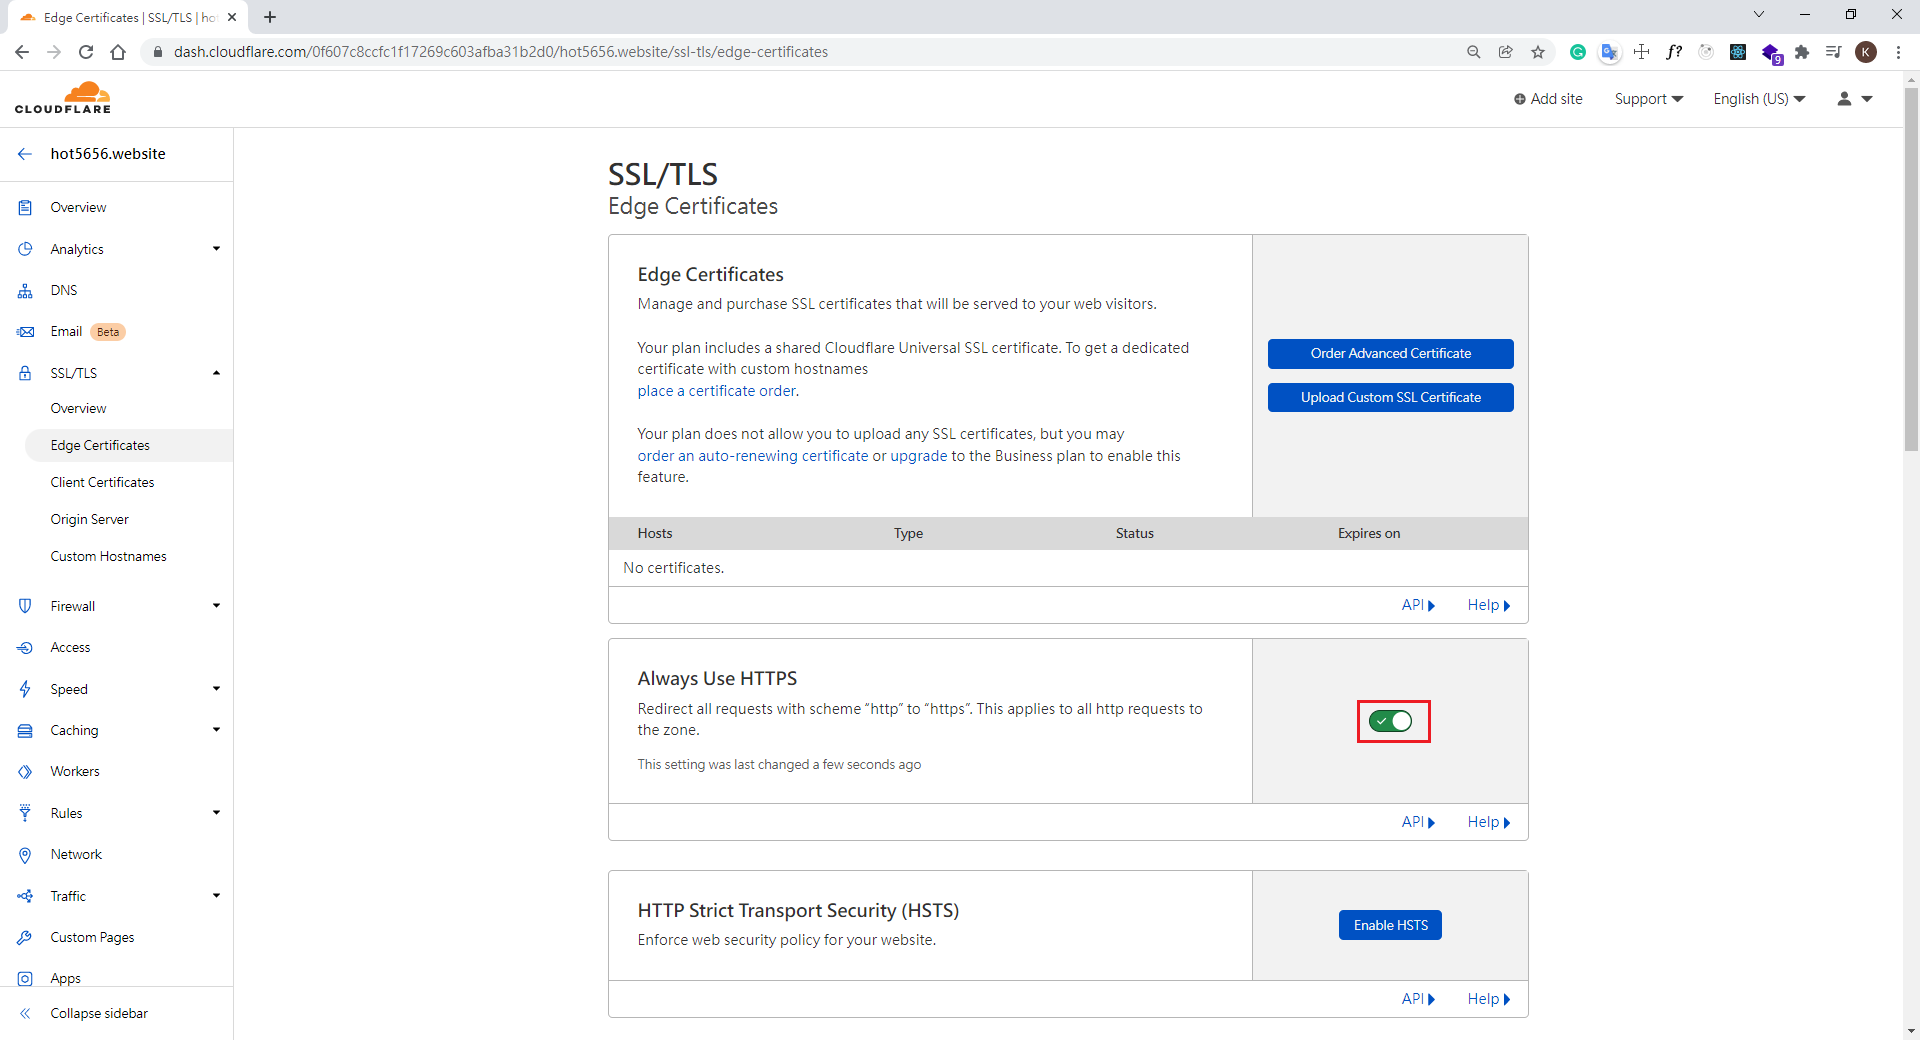 Edge Certificates | SSL/TLS | hot
dash.cloudflare.com/0f607c8ccfc1f17269c603afba31b2d0/hot5656.website/ssl-tls/edge-certificates
f?
9
K
CLOUDFLARE
Add site
Support
English (US)
hot5656.website
Overview
Analytics
DNS
Email Beta
SSL/TLS
Overview
Edge Certificates
Client Certificates
Origin Server
Custom Hostnames
Firewall
Access
Speed
Caching
Workers
Rules
Network
Traffic
Custom Pages
Apps
Collapse sidebar
SSL/TLS
Edge Certificates
Edge Certificates
Manage and purchase SSL certificates that will be served to your web visitors.
Your plan includes a shared Cloudflare Universal SSL certificate. To get a dedicated
certificate with custom hostnames
place a certificate order.
Your plan does not allow you to upload any SSL certificates, but you may
order an auto-renewing certificate or upgrade to the Business plan to enable this
feature.
Order Advanced Certificate
Upload Custom SSL Certificate
Hosts Type Status Expires on
No certificates.
API Help
Always Use HTTPS
Redirect all requests with scheme “http” to “https”. This applies to all http requests to
the zone.
This setting was last changed a few seconds ago
API Help
HTTP Strict Transport Security (HSTS)
Enforce web security policy for your website.
Enable HSTS
API Help